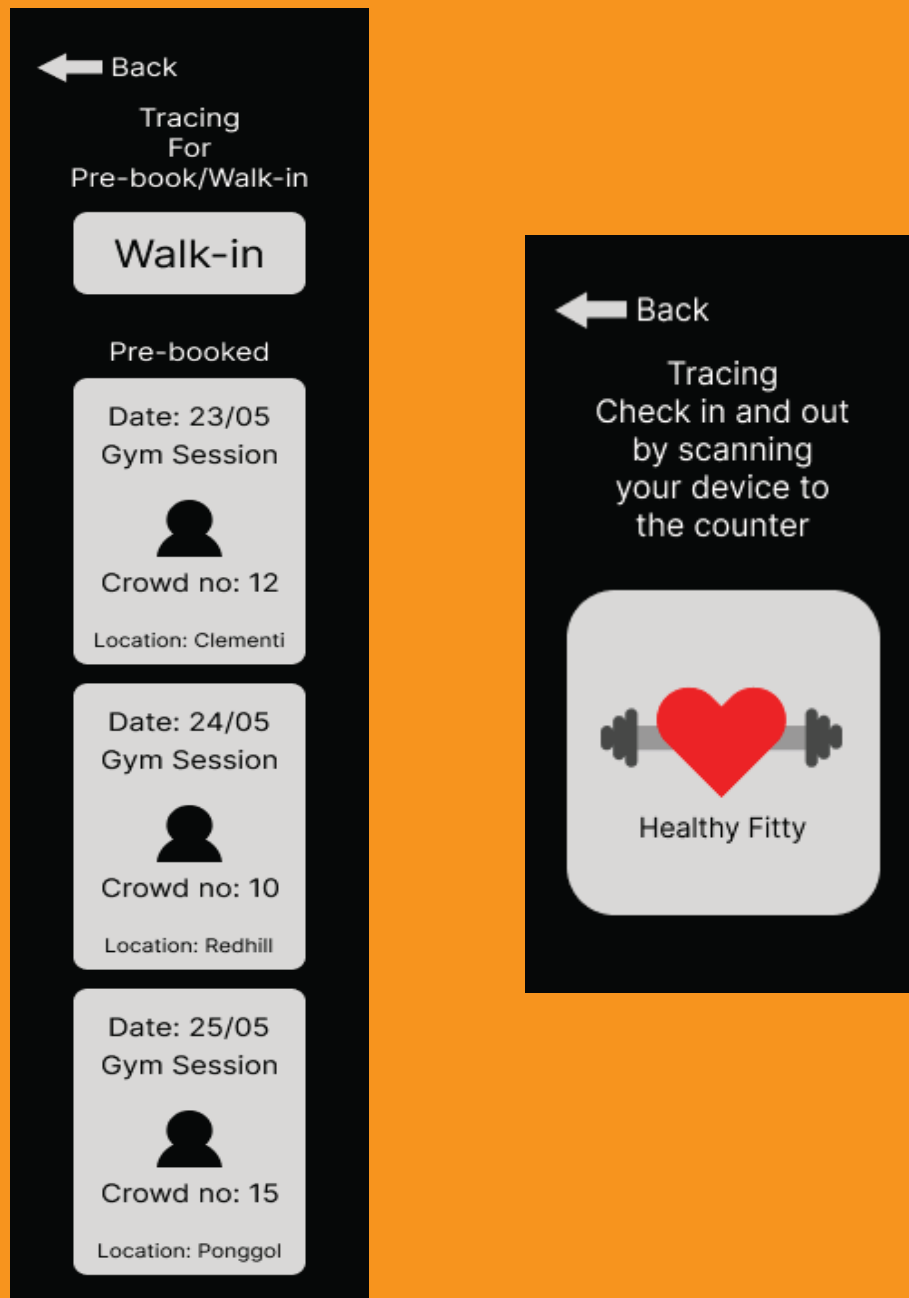 Back
Tracing
For
Pre-book/Walk-in
Walk-in
Pre-booked
Date: 23/05
Gym Session
Crowd no: 12
Location: Clementi
Date: 24/05
Gym Session
Crowd no: 10
Location: Redhill
Date: 25/05
Gym Session
Crowd no: 15
Location: Ponggol
Back
Tracing
Check in and out
by scanning
your device to
the counter
Healthy Fitty